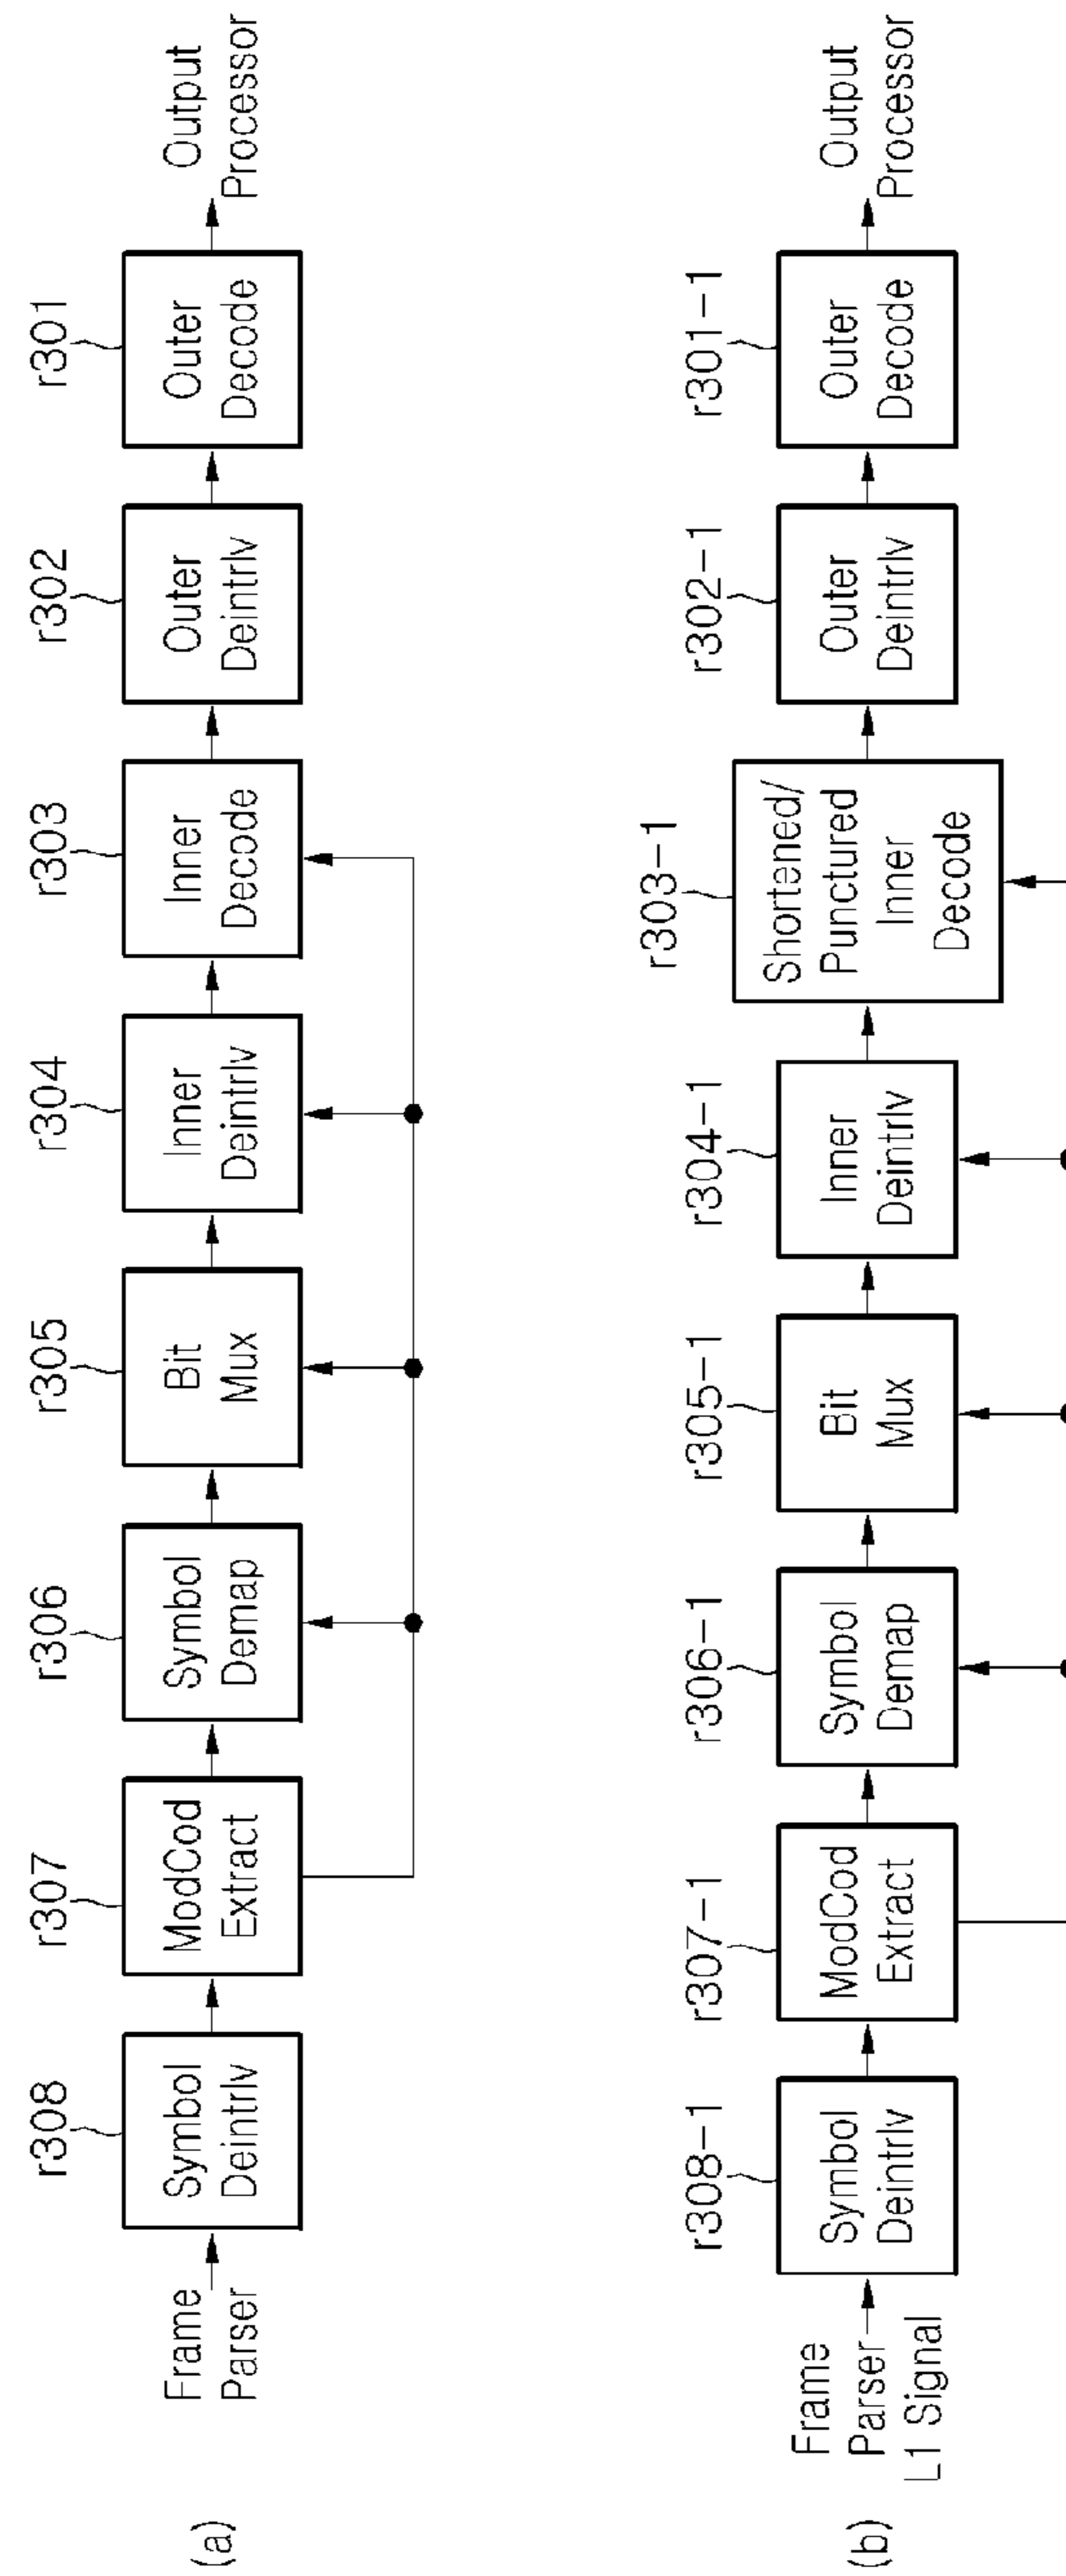 (a)
Frame
Parser
r308
Symbol
Deintrlv
r307
ModCod
Extract
r306
Symbol
Demap
r305
Bit
Mux
r304
Inner
Deintrlv
r303
Inner
Decode
r302
Outer
Deintrlv
r301
Outer
Decode
Output
Processor
(b)
Frame
Parser
L1 Signal
r308-1
Symbol
Deintrlv
r307-1
ModCod
Extract
r306-1
Symbol
Demap
r305-1
Bit
Mux
r304-1
Inner
Deintrlv
r303-1
Shortened/
Punctured
Inner
Decode
r302-1
Outer
Deintrlv
r301-1
Outer
Decode
Output
Processor